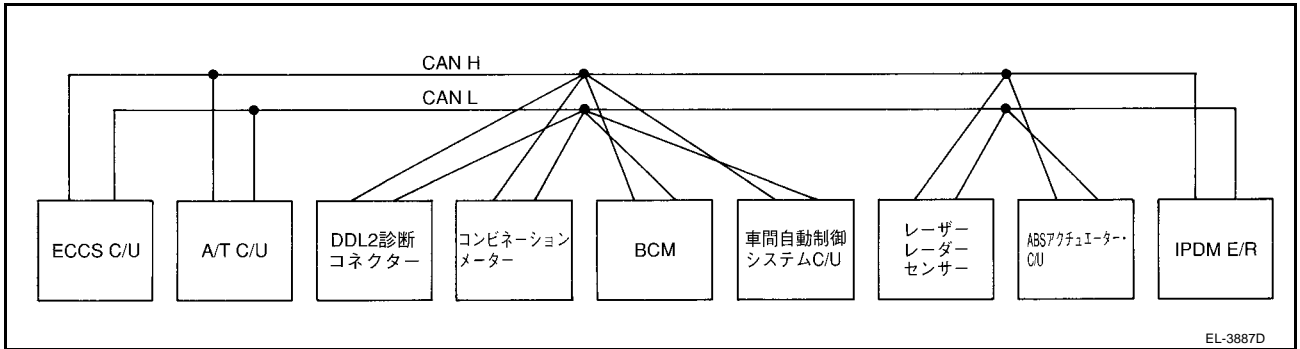 CAN H
CAN L
ECCS C/U
A/T C/U
DDL2診断
コネクター
コンビネーション
メーター
BCM
車間自動制御
システムC/U
レーザー
レーダー
センサー
ABSアクチュエーター・
C/U
IPDM E/R
EL-3887D